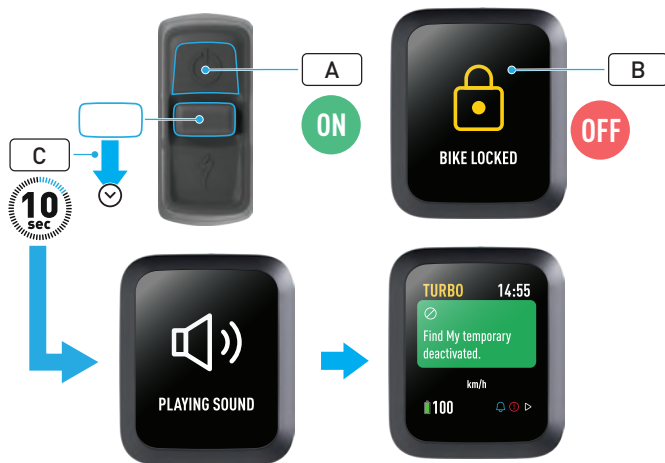 A
ON
BIKE LOCKED
B
OFF
C
10
sec
PLAYING SOUND
TURBO 14:55
Find My temporary
deactivated.
km/h
100